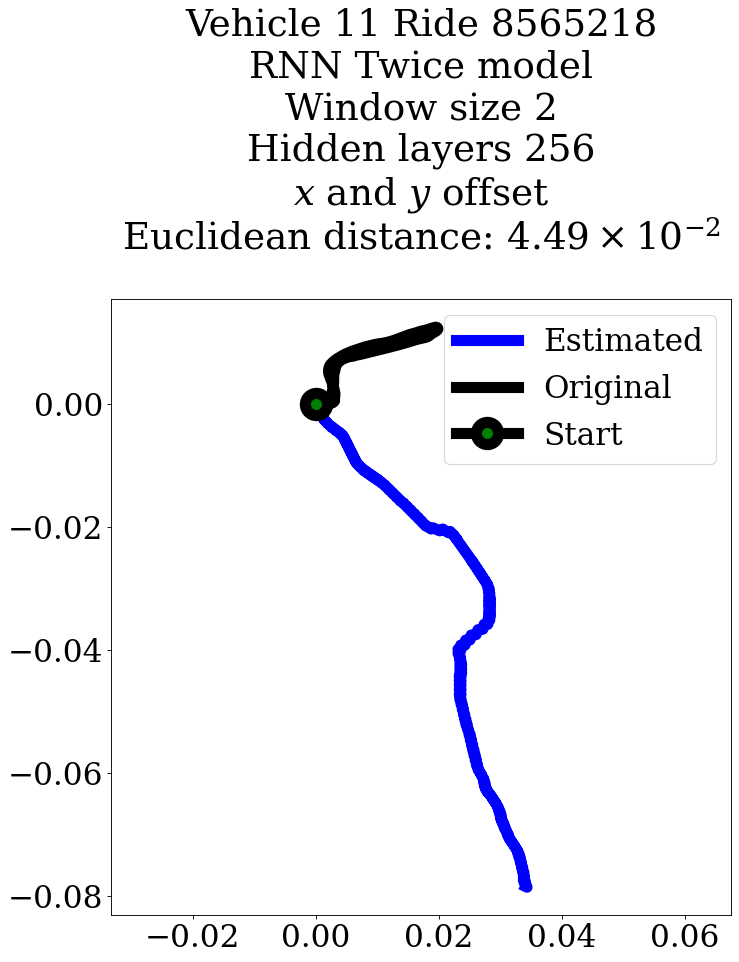 Vehicle 11 Ride 8565218
RNN Twice model
Window size 2
Hidden layers 256
x and y offset
Euclidean distance: 4.49 × 10⁻²
Estimated
Original
Start
0.00
−0.02
−0.04
−0.06
−0.08
−0.02 0.00 0.02 0.04 0.06